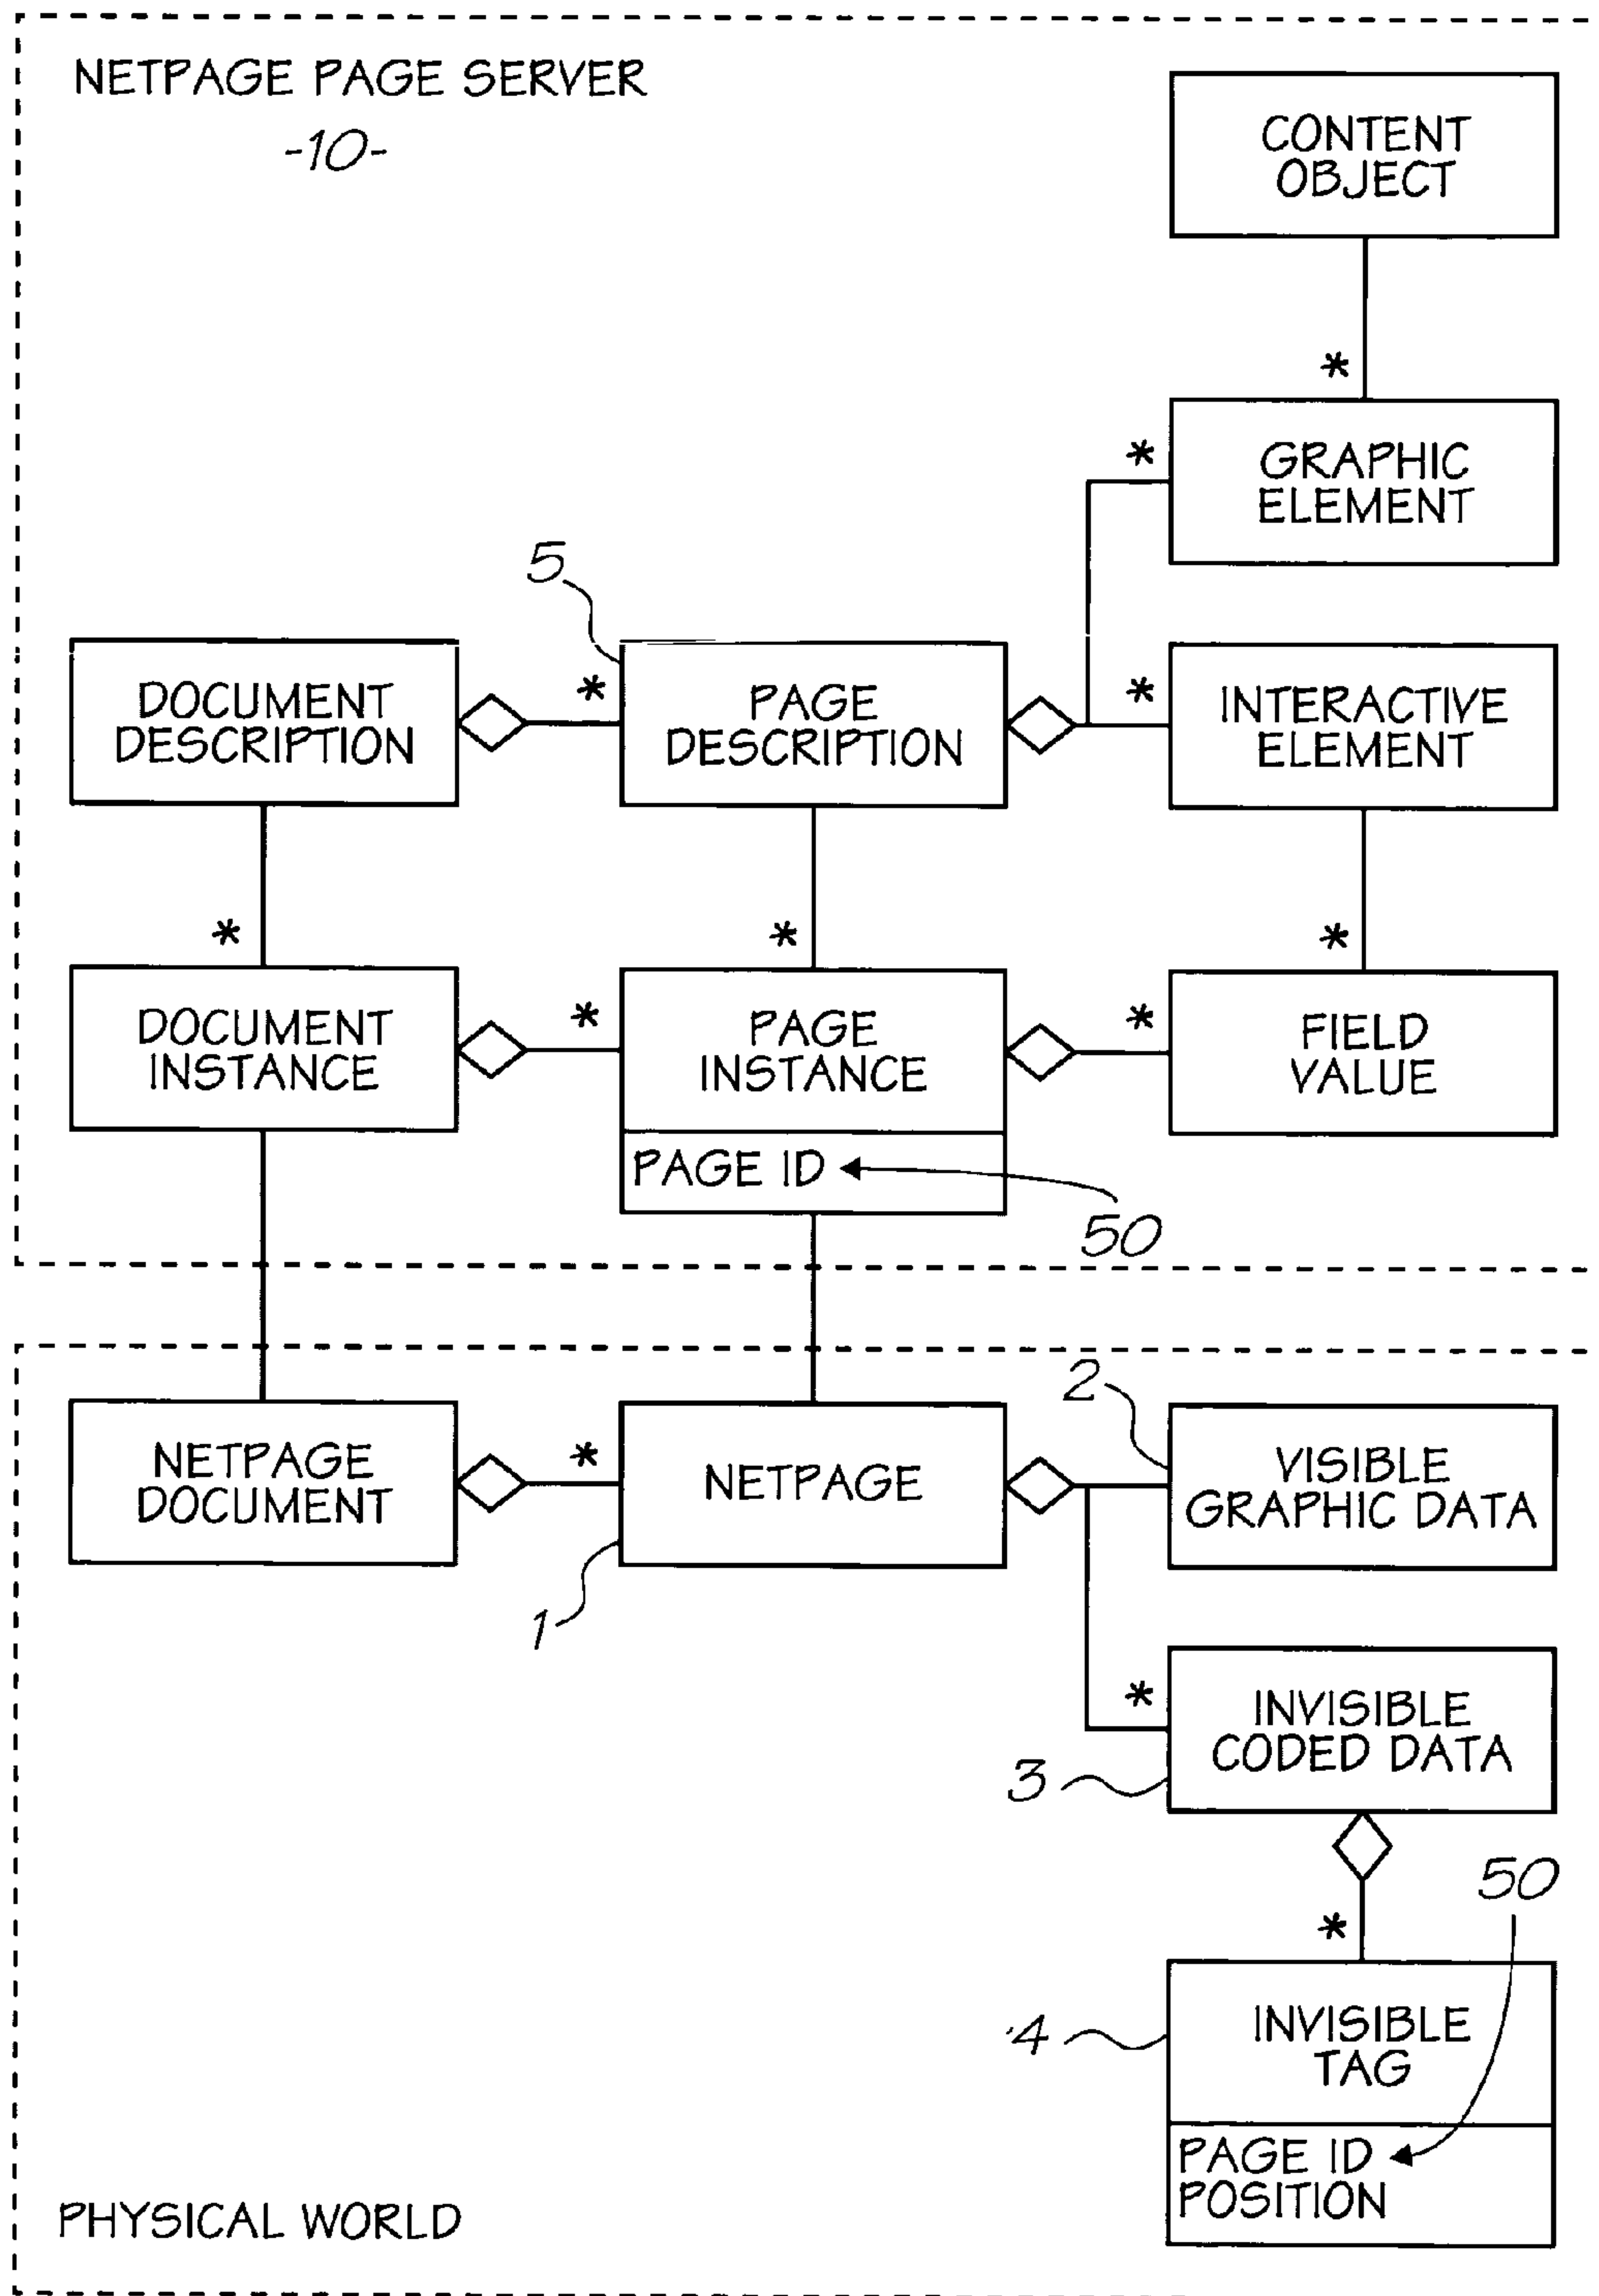 NETPAGE PAGE SERVER
-10-
CONTENT
OBJECT
*
*
GRAPHIC
ELEMENT
5
DOCUMENT
DESCRIPTION
*
PAGE
DESCRIPTION
*
INTERACTIVE
ELEMENT
*
*
*
DOCUMENT
INSTANCE
*
PAGE
INSTANCE
PAGE ID
50
*
FIELD
VALUE
NETPAGE
DOCUMENT
*
NETPAGE
1
2
VISIBLE
GRAPHIC DATA
*
INVISIBLE
CODED DATA
3
*
50
4
INVISIBLE
TAG
PAGE ID
POSITION
PHYSICAL WORLD